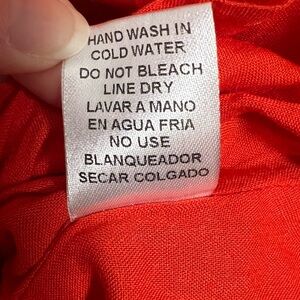 HAND WASH IN
COLD WATER
DO NOT BLEACH
LINE DRY
LAVAR A MANO
EN AGUA FRIA
NO USE
BLANQUEADOR
SECAR COLGADO